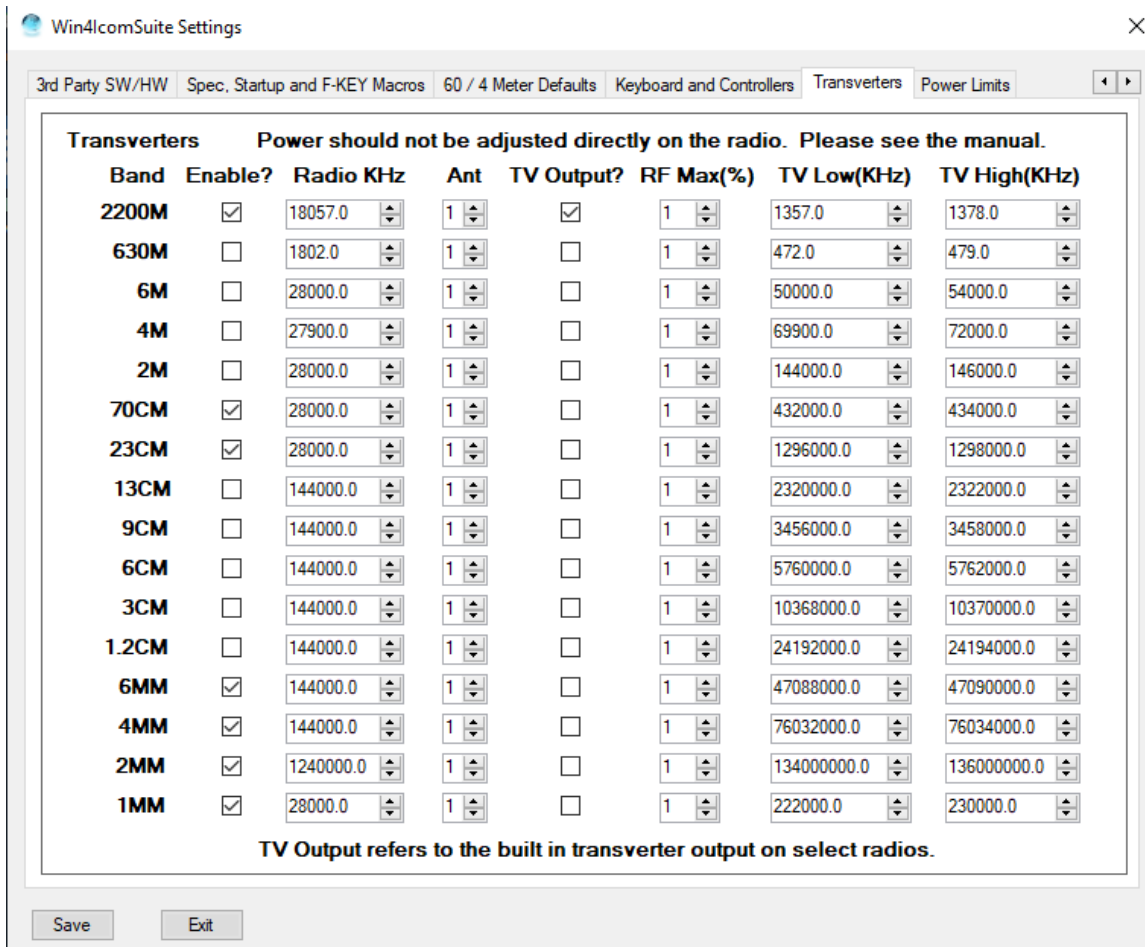 Win4IcomSuite Settings
3rd Party SW/HW Spec, Startup and F-KEY Macros 60 / 4 Meter Defaults Keyboard and Controllers Transverters Power Limits
Transverters Power should not be adjusted directly on the radio. Please see the manual.
Band Enable? Radio KHz Ant TV Output? RF Max(%) TV Low(KHz) TV High(KHz)
2200M 18057.0 1 1 1357.0 1378.0
630M 1802.0 1 1 472.0 479.0
6M 28000.0 1 1 50000.0 54000.0
4M 27900.0 1 1 69900.0 72000.0
2M 28000.0 1 1 144000.0 146000.0
70CM 28000.0 1 1 432000.0 434000.0
23CM 28000.0 1 1 1296000.0 1298000.0
13CM 144000.0 1 1 2320000.0 2322000.0
9CM 144000.0 1 1 3456000.0 3458000.0
6CM 144000.0 1 1 5760000.0 5762000.0
3CM 144000.0 1 1 10368000.0 10370000.0
1.2CM 144000.0 1 1 24192000.0 24194000.0
6MM 144000.0 1 1 47088000.0 47090000.0
4MM 144000.0 1 1 76032000.0 76034000.0
2MM 1240000.0 1 1 134000000.0 136000000.0
1MM 28000.0 1 1 222000.0 230000.0
TV Output refers to the built in transverter output on select radios.
Save Exit